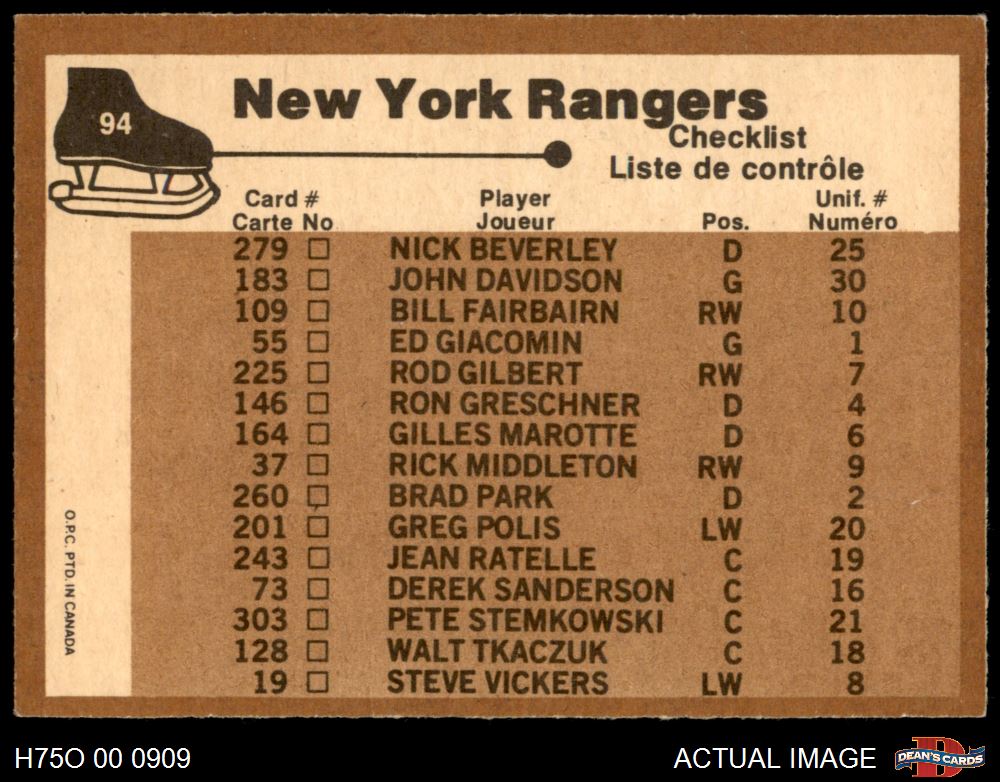 94
New York Rangers
Checklist
Liste de contrôle
Card # Player Unif. #
Carte No Joueur Pos. Numéro
279 □ NICK BEVERLEY D 25
183 □ JOHN DAVIDSON G 30
109 □ BILL FAIRBAIRN RW 10
55 □ ED GIACOMIN G 1
225 □ ROD GILBERT RW 7
146 □ RON GRESCHNER D 4
164 □ GILLES MAROTTE D 6
37 □ RICK MIDDLETON RW 9
260 □ BRAD PARK D 2
201 □ GREG POLIS LW 20
243 □ JEAN RATELLE C 19
73 □ DEREK SANDERSON C 16
303 □ PETE STEMKOWSKI C 21
128 □ WALT TKACZUK C 18
19 □ STEVE VICKERS LW 8
O.P.C. PTD. IN CANADA
H75O 00 0909 ACTUAL IMAGE D DEAN'S CARDS